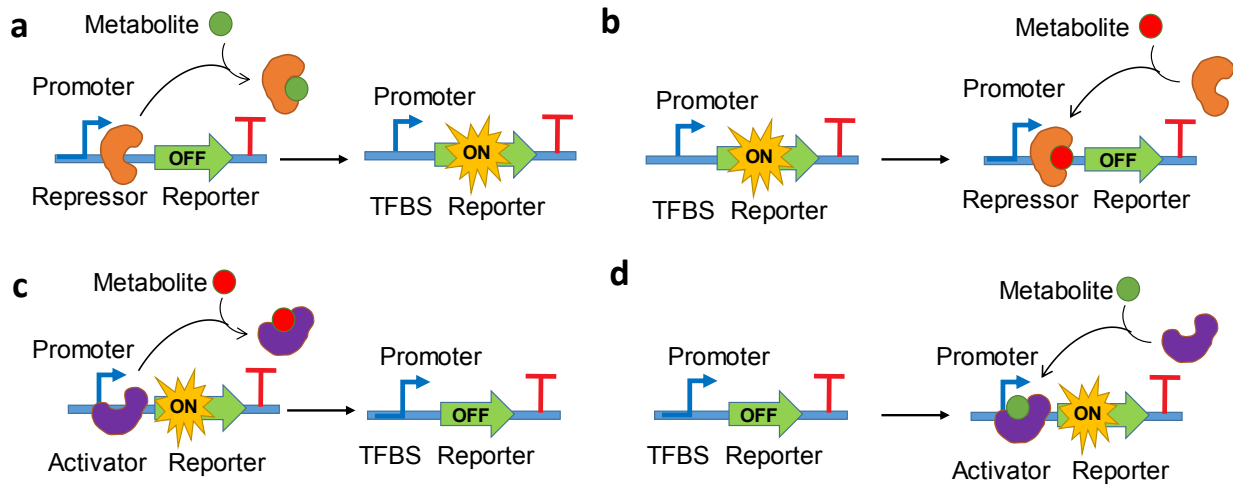 a
Metabolite
Promoter
OFF
Repressor Reporter
Promoter
ON
TFBS Reporter
b
Promoter
ON
TFBS Reporter
Metabolite
Promoter
OFF
Repressor Reporter
c
Metabolite
Promoter
ON
Activator Reporter
Promoter
OFF
TFBS Reporter
d
Promoter
OFF
TFBS Reporter
Metabolite
Promoter
ON
Activator Reporter